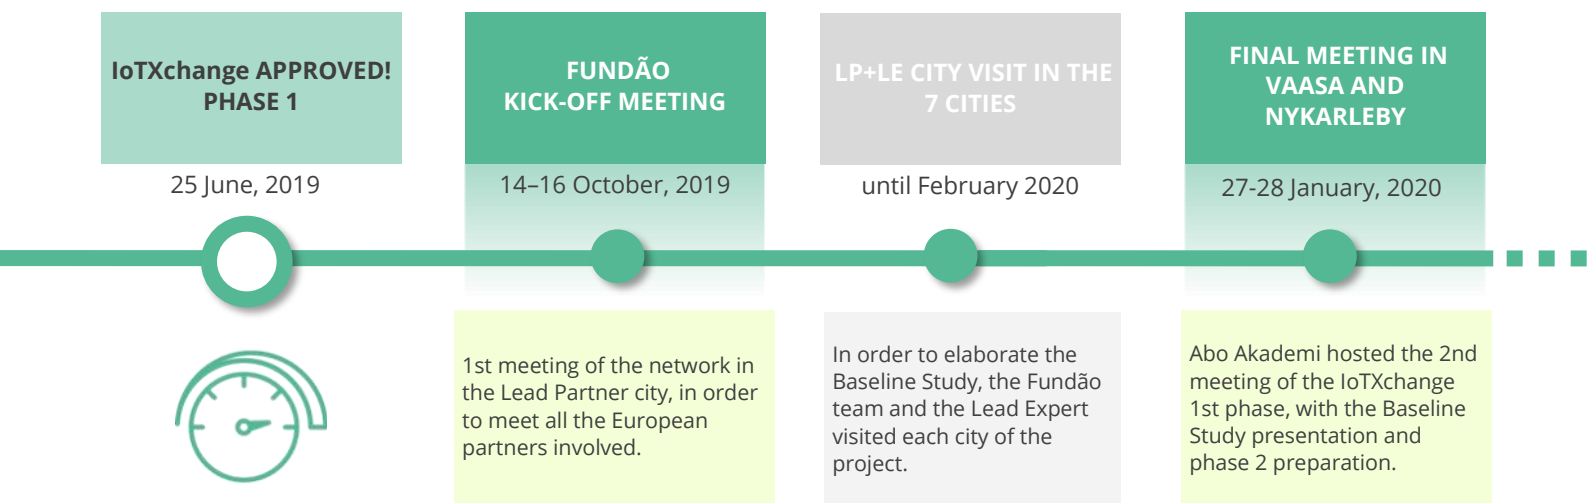 IoTXchange APPROVED!
PHASE 1
25 June, 2019
FUNDÃO
KICK-OFF MEETING
14–16 October, 2019
1st meeting of the network in
the Lead Partner city, in order
to meet all the European
partners involved.
LP+LE CITY VISIT IN THE
7 CITIES
until February 2020
In order to elaborate the
Baseline Study, the Fundão
team and the Lead Expert
visited each city of the
project.
FINAL MEETING IN
VAASA AND
NYKARLEBY
27-28 January, 2020
Abo Akademi hosted the 2nd
meeting of the IoTXchange
1st phase, with the Baseline
Study presentation and
phase 2 preparation.